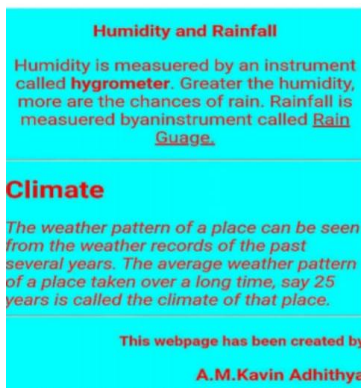 Humidity and Rainfall
Humidity is measuered by an instrument
called hygrometer. Greater the humidity,
more are the chances of rain. Rainfall is
measuered byaninstrument called Rain
Guage.
Climate
The weather pattern of a place can be seen
from the weather records of the past
several years. The average weather pattern
of a place taken over a long time, say 25
years is called the climate of that place.
This webpage has been created by
A.M.Kavin Adhithya